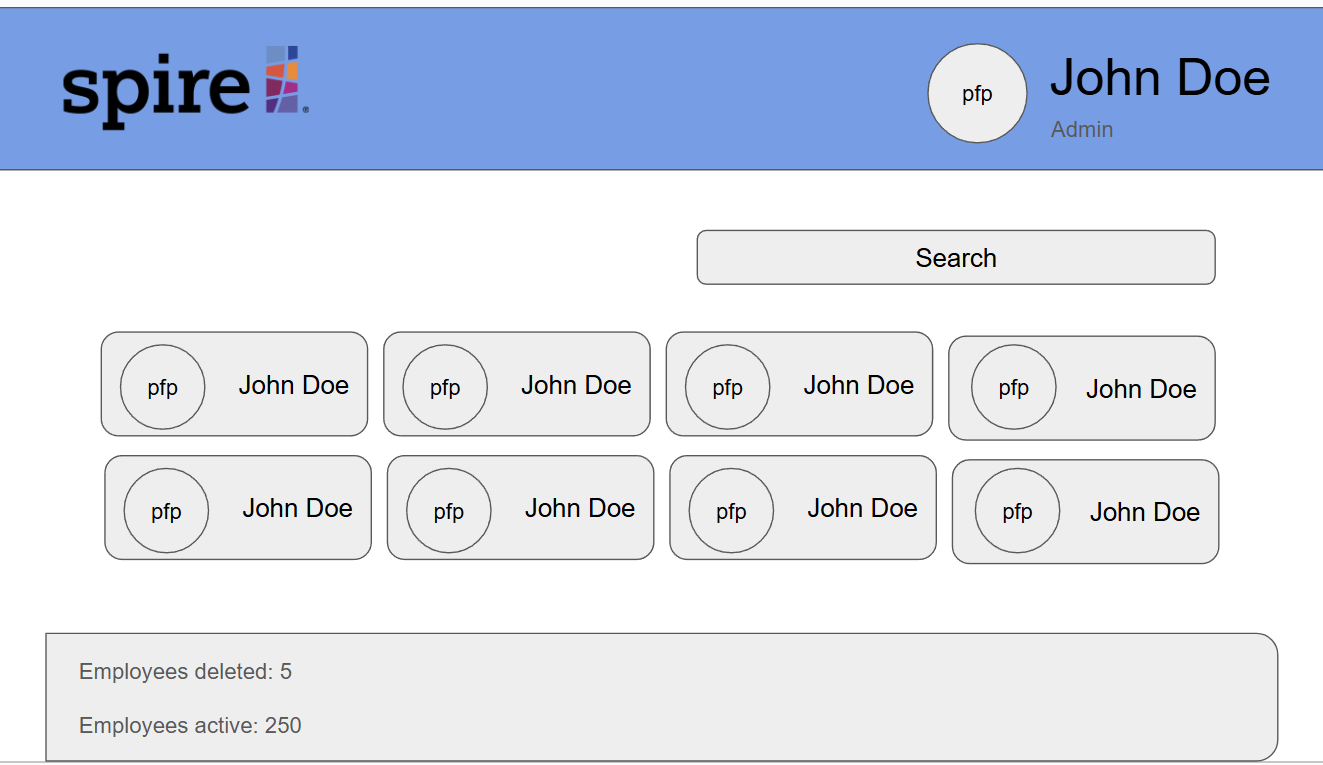 spire
®
John Doe
pfp
Admin
Search
pfp
John Doe
pfp
John Doe
pfp
John Doe
pfp
John Doe
pfp
John Doe
pfp
John Doe
pfp
John Doe
pfp
John Doe
Employees deleted: 5
Employees active: 250